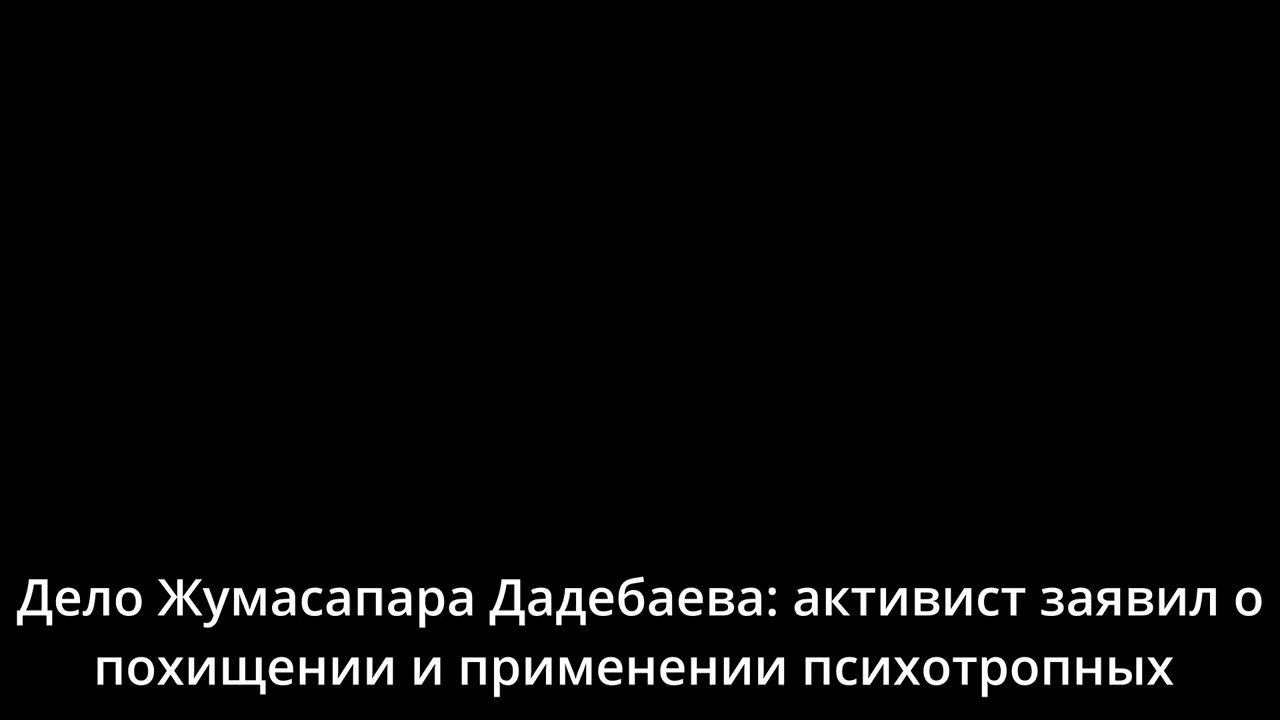 Дело Жумасапара Дадебаева: активист заявил о
похищении и применении психотропных